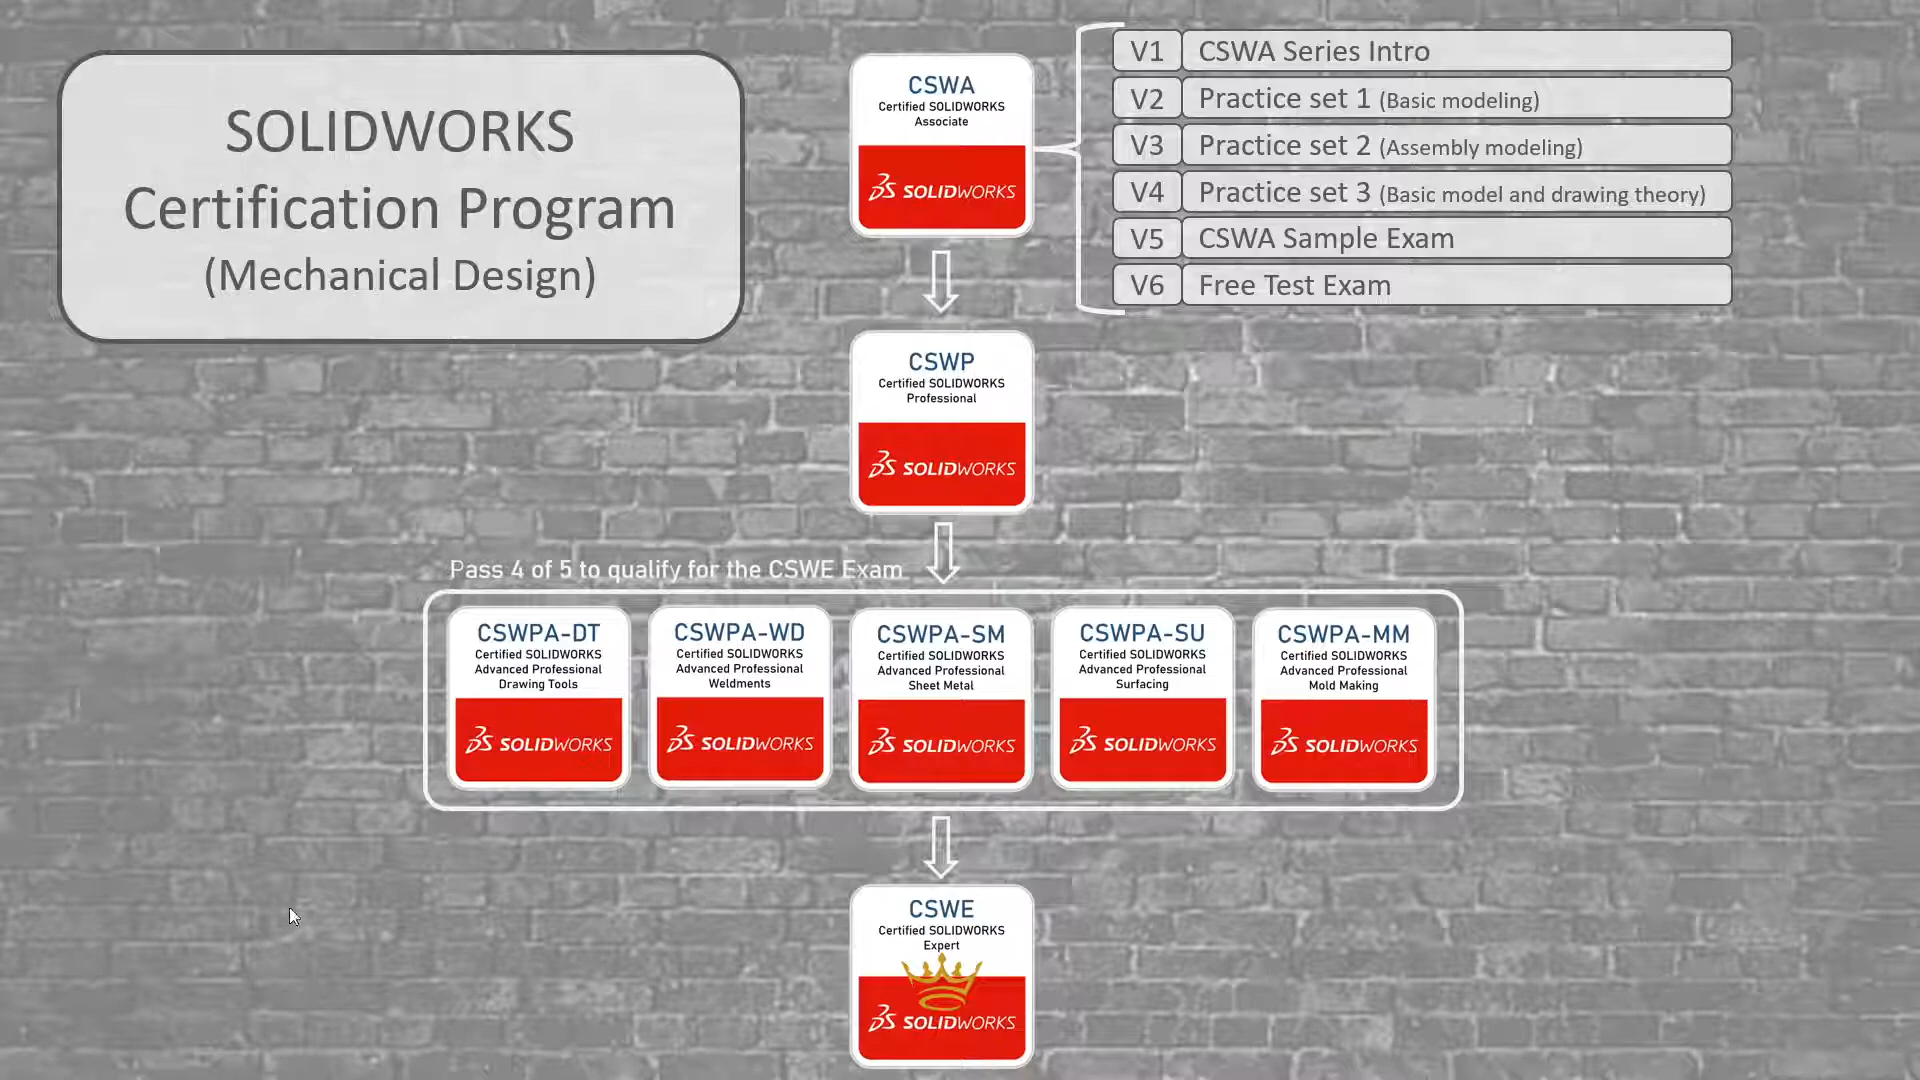 SOLIDWORKS
Certification Program
(Mechanical Design)
CSWA
Certified SOLIDWORKS
Associate
SOLIDWORKS
V1 CSWA Series Intro
V2 Practice set 1 (Basic modeling)
V3 Practice set 2 (Assembly modeling)
V4 Practice set 3 (Basic model and drawing theory)
V5 CSWA Sample Exam
V6 Free Test Exam
CSWP
Certified SOLIDWORKS
Professional
SOLIDWORKS
Pass 4 of 5 to qualify for the CSWE Exam
CSWPA-DT
Certified SOLIDWORKS
Advanced Professional
Drawing Tools
SOLIDWORKS
CSWPA-WD
Certified SOLIDWORKS
Advanced Professional
Weldments
SOLIDWORKS
CSWPA-SM
Certified SOLIDWORKS
Advanced Professional
Sheet Metal
SOLIDWORKS
CSWPA-SU
Certified SOLIDWORKS
Advanced Professional
Surfacing
SOLIDWORKS
CSWPA-MM
Certified SOLIDWORKS
Advanced Professional
Mold Making
SOLIDWORKS
CSWE
Certified SOLIDWORKS
Expert
SOLIDWORKS